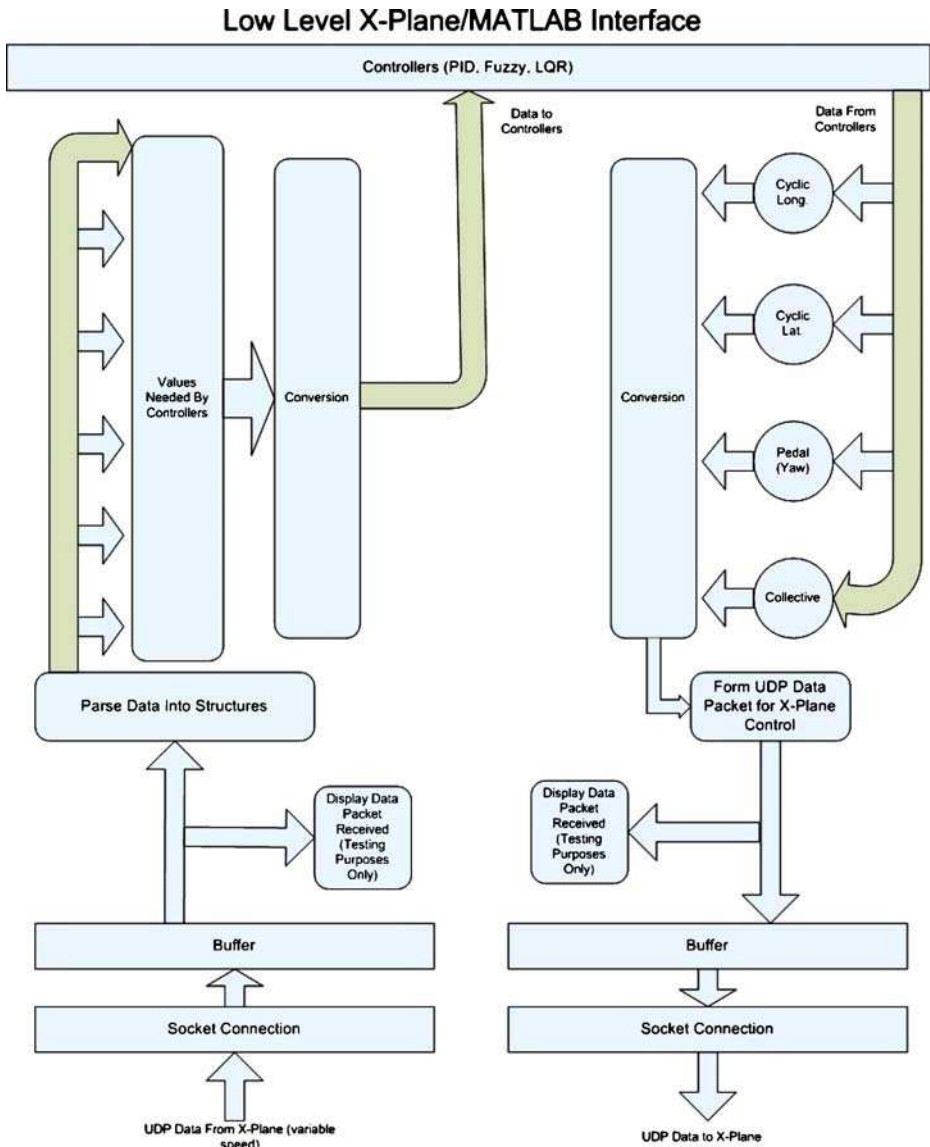 Low Level X-Plane/MATLAB Interface
Controllers (PID, Fuzzy, LQR)
Data to
Controllers
Data From
Controllers
Values
Needed By
Controllers
Conversion
Conversion
Cyclic
Long.
Cyclic
Lat.
Pedal
(Yaw)
Collective
Parse Data Into Structures
Form UDP Data
Packet for X-Plane
Control
Display Data
Packet
Received
(Testing
Purposes
Only)
Display Data
Packet
Received
(Testing
Purposes
Only)
Buffer
Buffer
Socket Connection
Socket Connection
UDP Data From X-Plane (variable
speed)
UDP Data to X-Plane